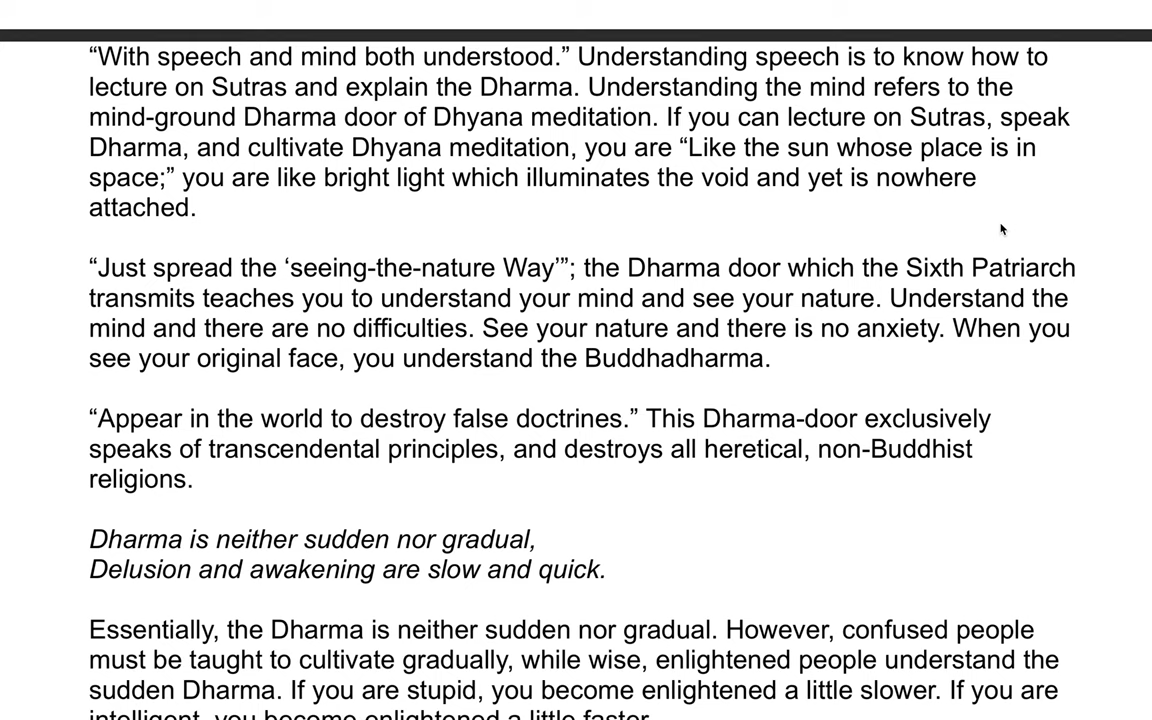 “With speech and mind both understood.” Understanding speech is to know how to
lecture on Sutras and explain the Dharma. Understanding the mind refers to the
mind-ground Dharma door of Dhyana meditation. If you can lecture on Sutras, speak
Dharma, and cultivate Dhyana meditation, you are “Like the sun whose place is in
space;” you are like bright light which illuminates the void and yet is nowhere
attached.
“Just spread the ‘seeing-the-nature Way’”; the Dharma door which the Sixth Patriarch
transmits teaches you to understand your mind and see your nature. Understand the
mind and there are no difficulties. See your nature and there is no anxiety. When you
see your original face, you understand the Buddhadharma.
“Appear in the world to destroy false doctrines.” This Dharma-door exclusively
speaks of transcendental principles, and destroys all heretical, non-Buddhist
religions.
Dharma is neither sudden nor gradual,
Delusion and awakening are slow and quick.
Essentially, the Dharma is neither sudden nor gradual. However, confused people
must be taught to cultivate gradually, while wise, enlightened people understand the
sudden Dharma. If you are stupid, you become enlightened a little slower. If you are
intelligent, you become enlightened a little faster.